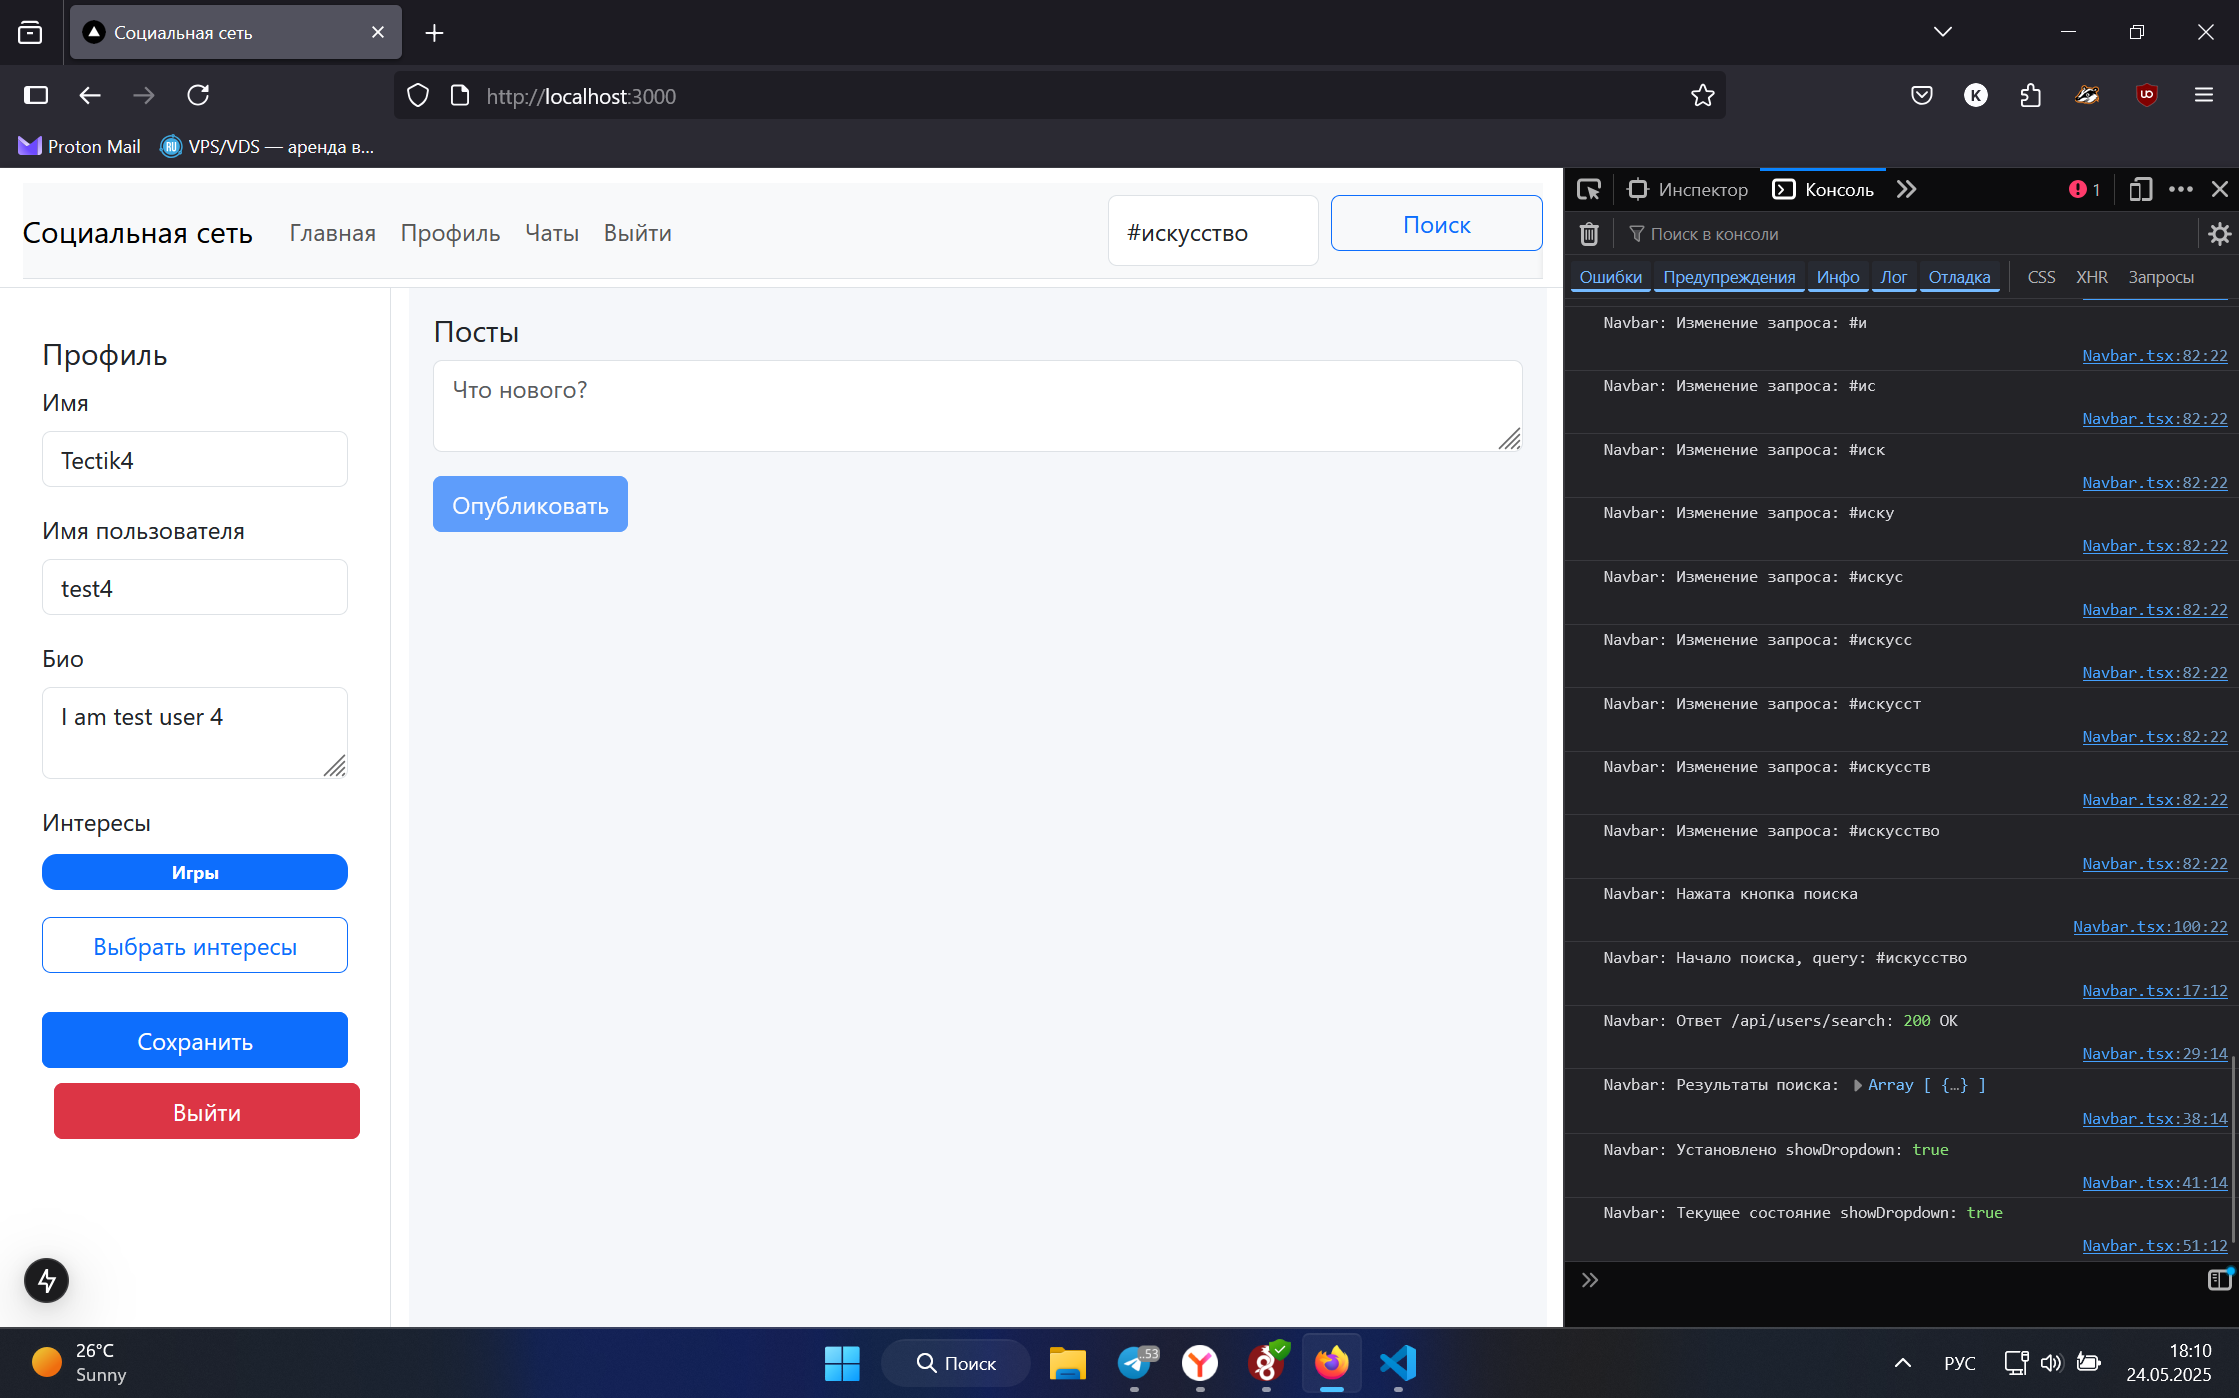 Социальная сеть
http://localhost:3000
Proton Mail
VPS/VDS — аренда в...
Социальная сеть
Главная
Профиль
Чаты
Выйти
#искусство
Поиск
Профиль
Имя
Tectik4
Имя пользователя
test4
Био
I am test user 4
Интересы
Игры
Выбрать интересы
Сохранить
Выйти
Посты
Что нового?
Опубликовать
Инспектор
Консоль
1
Поиск в консоли
Ошибки
Предупреждения
Инфо
Лог
Отладка
CSS
XHR
Запросы
Navbar: Изменение запроса: #и
Navbar.tsx:82:22
Navbar: Изменение запроса: #ис
Navbar.tsx:82:22
Navbar: Изменение запроса: #иск
Navbar.tsx:82:22
Navbar: Изменение запроса: #иску
Navbar.tsx:82:22
Navbar: Изменение запроса: #искус
Navbar.tsx:82:22
Navbar: Изменение запроса: #искусс
Navbar.tsx:82:22
Navbar: Изменение запроса: #искусст
Navbar.tsx:82:22
Navbar: Изменение запроса: #искусств
Navbar.tsx:82:22
Navbar: Изменение запроса: #искусство
Navbar.tsx:82:22
Navbar: Нажата кнопка поиска
Navbar.tsx:100:22
Navbar: Начало поиска, query: #искусство
Navbar.tsx:17:12
Navbar: Ответ /api/users/search: 200 OK
Navbar.tsx:29:14
Navbar: Результаты поиска: Array [ {…} ]
Navbar.tsx:38:14
Navbar: Установлено showDropdown: true
Navbar.tsx:41:14
Navbar: Текущее состояние showDropdown: true
Navbar.tsx:51:12
26°C
Sunny
Поиск
..53
РУС
18:10
24.05.2025